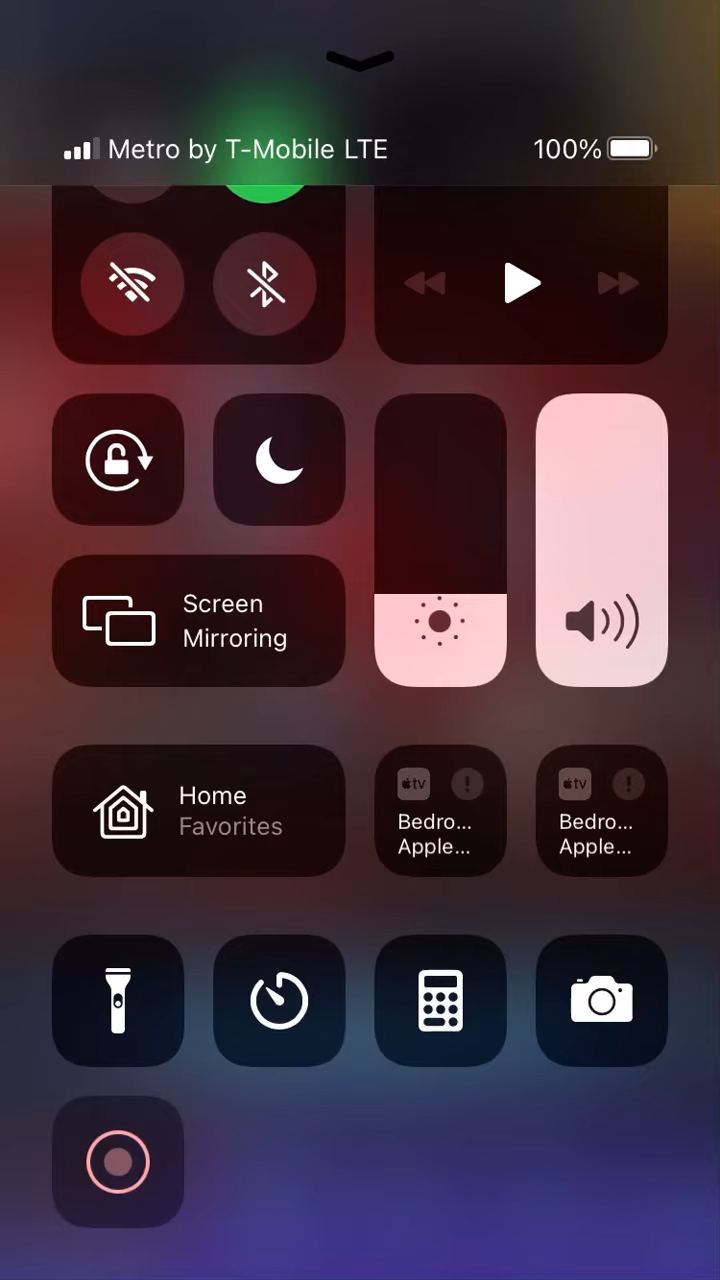 Metro by T-Mobile LTE 100%
Screen
Mirroring
Home
Favorites
tv
Bedro...
Apple...
tv
Bedro...
Apple...